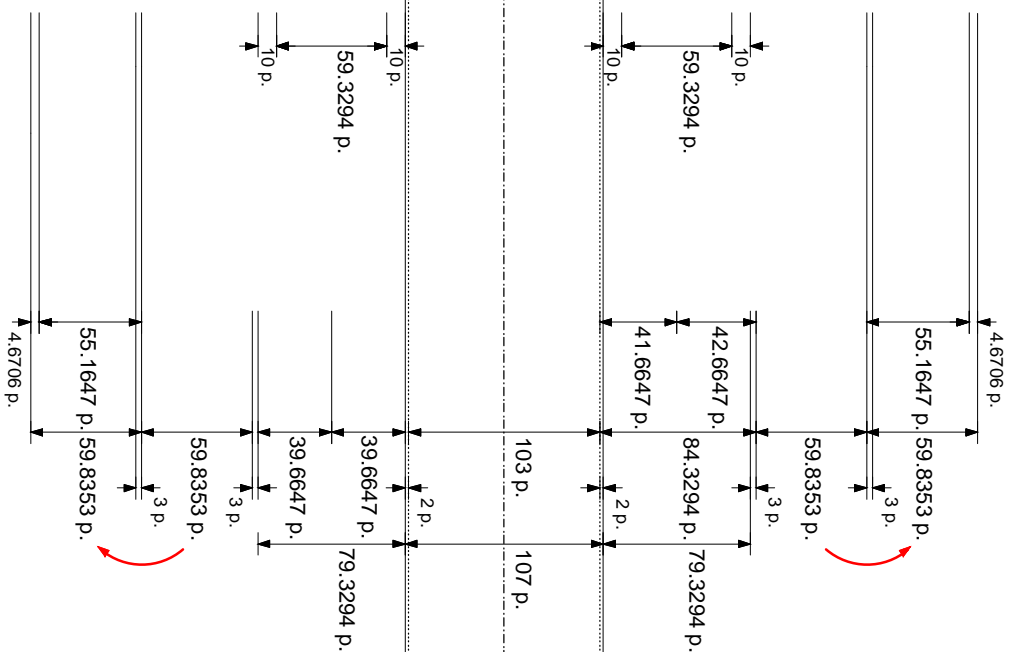 10 p.
59.3294 p.
10 p.
10 p.
59.3294 p.
10 p.
4.6706 p.
55.1647 p.
41.6647 p.
42.6647 p.
55.1647 p.
4.6706 p.
59.8353 p.
59.8353 p.
39.6647 p.
39.6647 p.
103 p.
84.3294 p.
59.8353 p.
59.8353 p.
3 p.
3 p.
2 p.
2 p.
3 p.
3 p.
79.3294 p.
107 p.
79.3294 p.